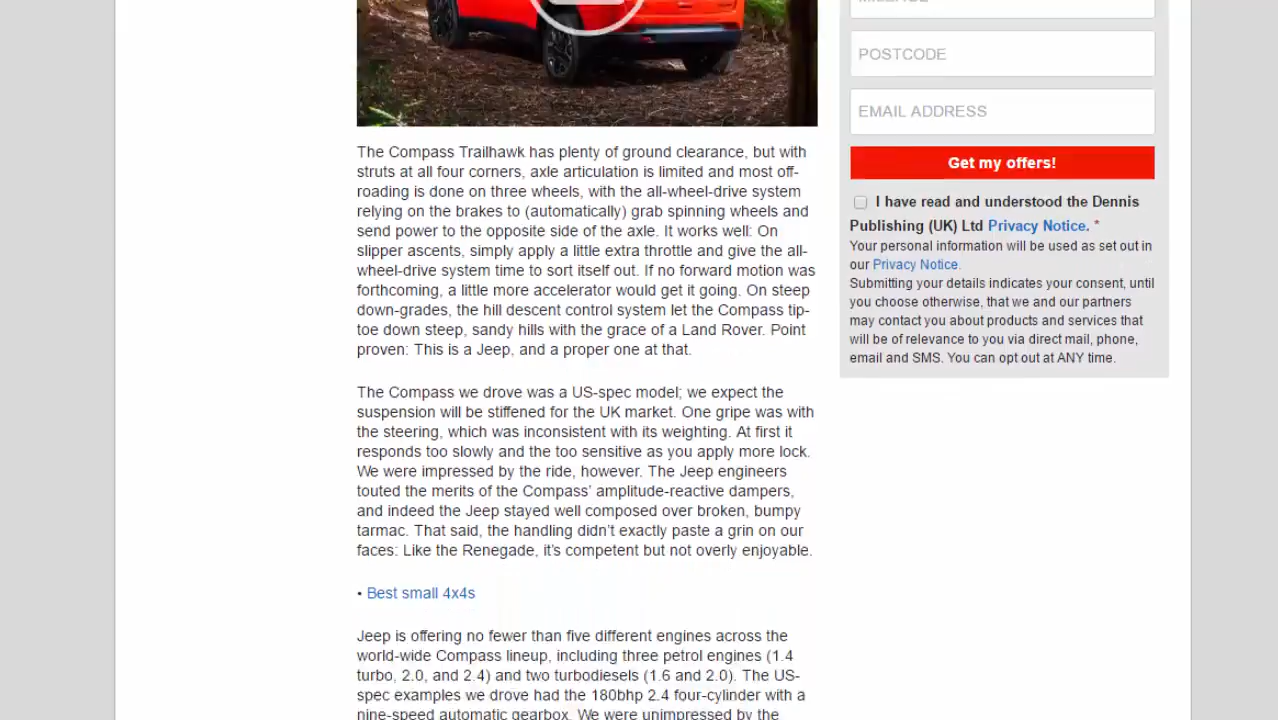 The Compass Trailhawk has plenty of ground clearance, but with
struts at all four corners, axle articulation is limited and most off-
roading is done on three wheels, with the all-wheel-drive system
relying on the brakes to (automatically) grab spinning wheels and
send power to the opposite side of the axle. It works well: On
slipper ascents, simply apply a little extra throttle and give the all-
wheel-drive system time to sort itself out. If no forward motion was
forthcoming, a little more accelerator would get it going. On steep
down-grades, the hill descent control system let the Compass tip-
toe down steep, sandy hills with the grace of a Land Rover. Point
proven: This is a Jeep, and a proper one at that.
The Compass we drove was a US-spec model; we expect the
suspension will be stiffened for the UK market. One gripe was with
the steering, which was inconsistent with its weighting. At first it
responds too slowly and the too sensitive as you apply more lock.
We were impressed by the ride, however. The Jeep engineers
touted the merits of the Compass’ amplitude-reactive dampers,
and indeed the Jeep stayed well composed over broken, bumpy
tarmac. That said, the handling didn’t exactly paste a grin on our
faces: Like the Renegade, it’s competent but not overly enjoyable.
• Best small 4x4s
Jeep is offering no fewer than five different engines across the
world-wide Compass lineup, including three petrol engines (1.4
turbo, 2.0, and 2.4) and two turbodiesels (1.6 and 2.0). The US-
spec examples we drove had the 180bhp 2.4 four-cylinder with a
nine-speed automatic gearbox. We were unimpressed by the
MILEAGE
POSTCODE
EMAIL ADDRESS
Get my offers!
I have read and understood the Dennis
Publishing (UK) Ltd Privacy Notice. *
Your personal information will be used as set out in
our Privacy Notice.
Submitting your details indicates your consent, until
you choose otherwise, that we and our partners
may contact you about products and services that
will be of relevance to you via direct mail, phone,
email and SMS. You can opt out at ANY time.